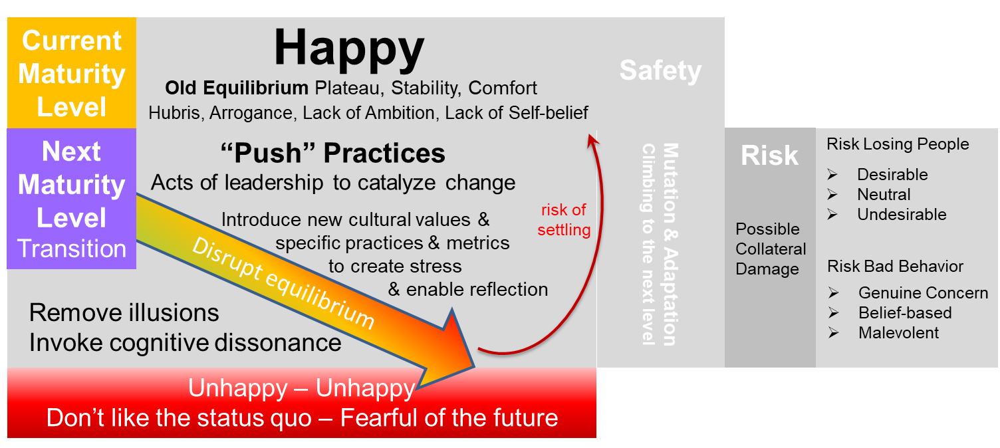 Current
Maturity
Level
Happy
Old Equilibrium Plateau, Stability, Comfort
Hubris, Arrogance, Lack of Ambition, Lack of Self-belief
Safety
Next
Maturity
Level
Transition
“Push” Practices
Acts of leadership to catalyze change
Introduce new cultural values &
specific practices & metrics
to create stress
& enable reflection
Disrupt equilibrium
risk of
settling
Remove illusions
Invoke cognitive dissonance
Unhappy – Unhappy
Don’t like the status quo – Fearful of the future
Mutation & Adaptation
Climbing to the next level
Risk
Possible
Collateral
Damage
Risk Losing People
➢ Desirable
➢ Neutral
➢ Undesirable
Risk Bad Behavior
➢ Genuine Concern
➢ Belief-based
➢ Malevolent